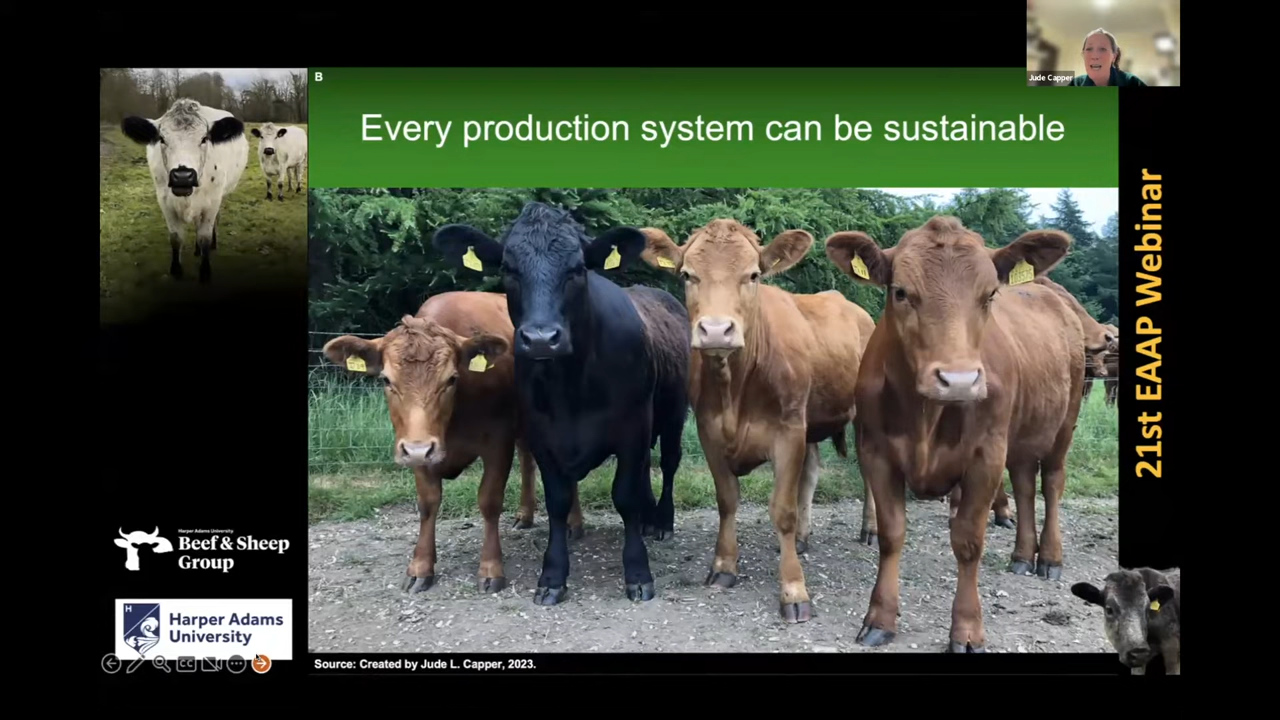 B
Every production system can be sustainable
Jude Capper
21st EAAP Webinar
Harper Adams University
Beef & Sheep
Group
H
Harper Adams
University
CC
Source: Created by Jude L. Capper, 2023.